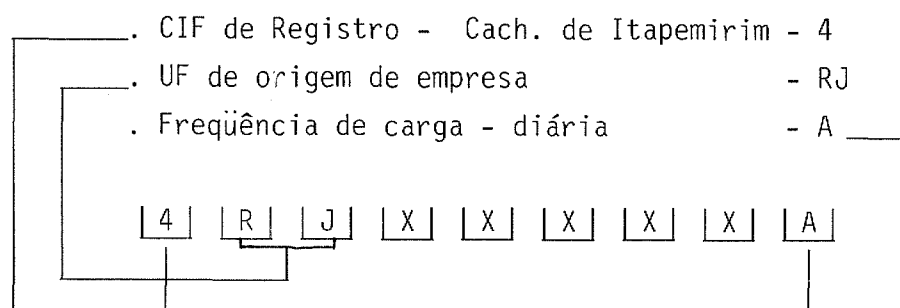 . CIF de Registro - Cach. de Itapemirim - 4
. UF de origem de empresa - RJ
. Freqüência de carga - diária - A
4 R J X X X X X A